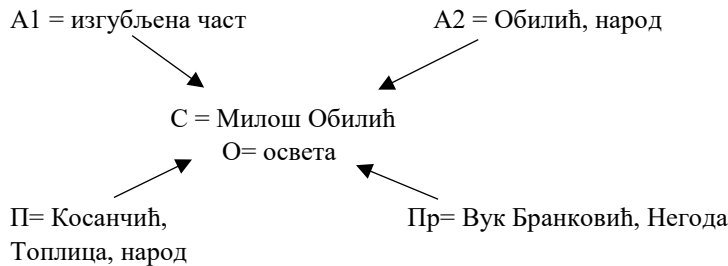 А1 = изгубљена част
А2 = Обилић, народ
С = Милош Обилић
О= освета
П= Косанчић,
Топлица, народ
Пр= Вук Бранковић, Негода